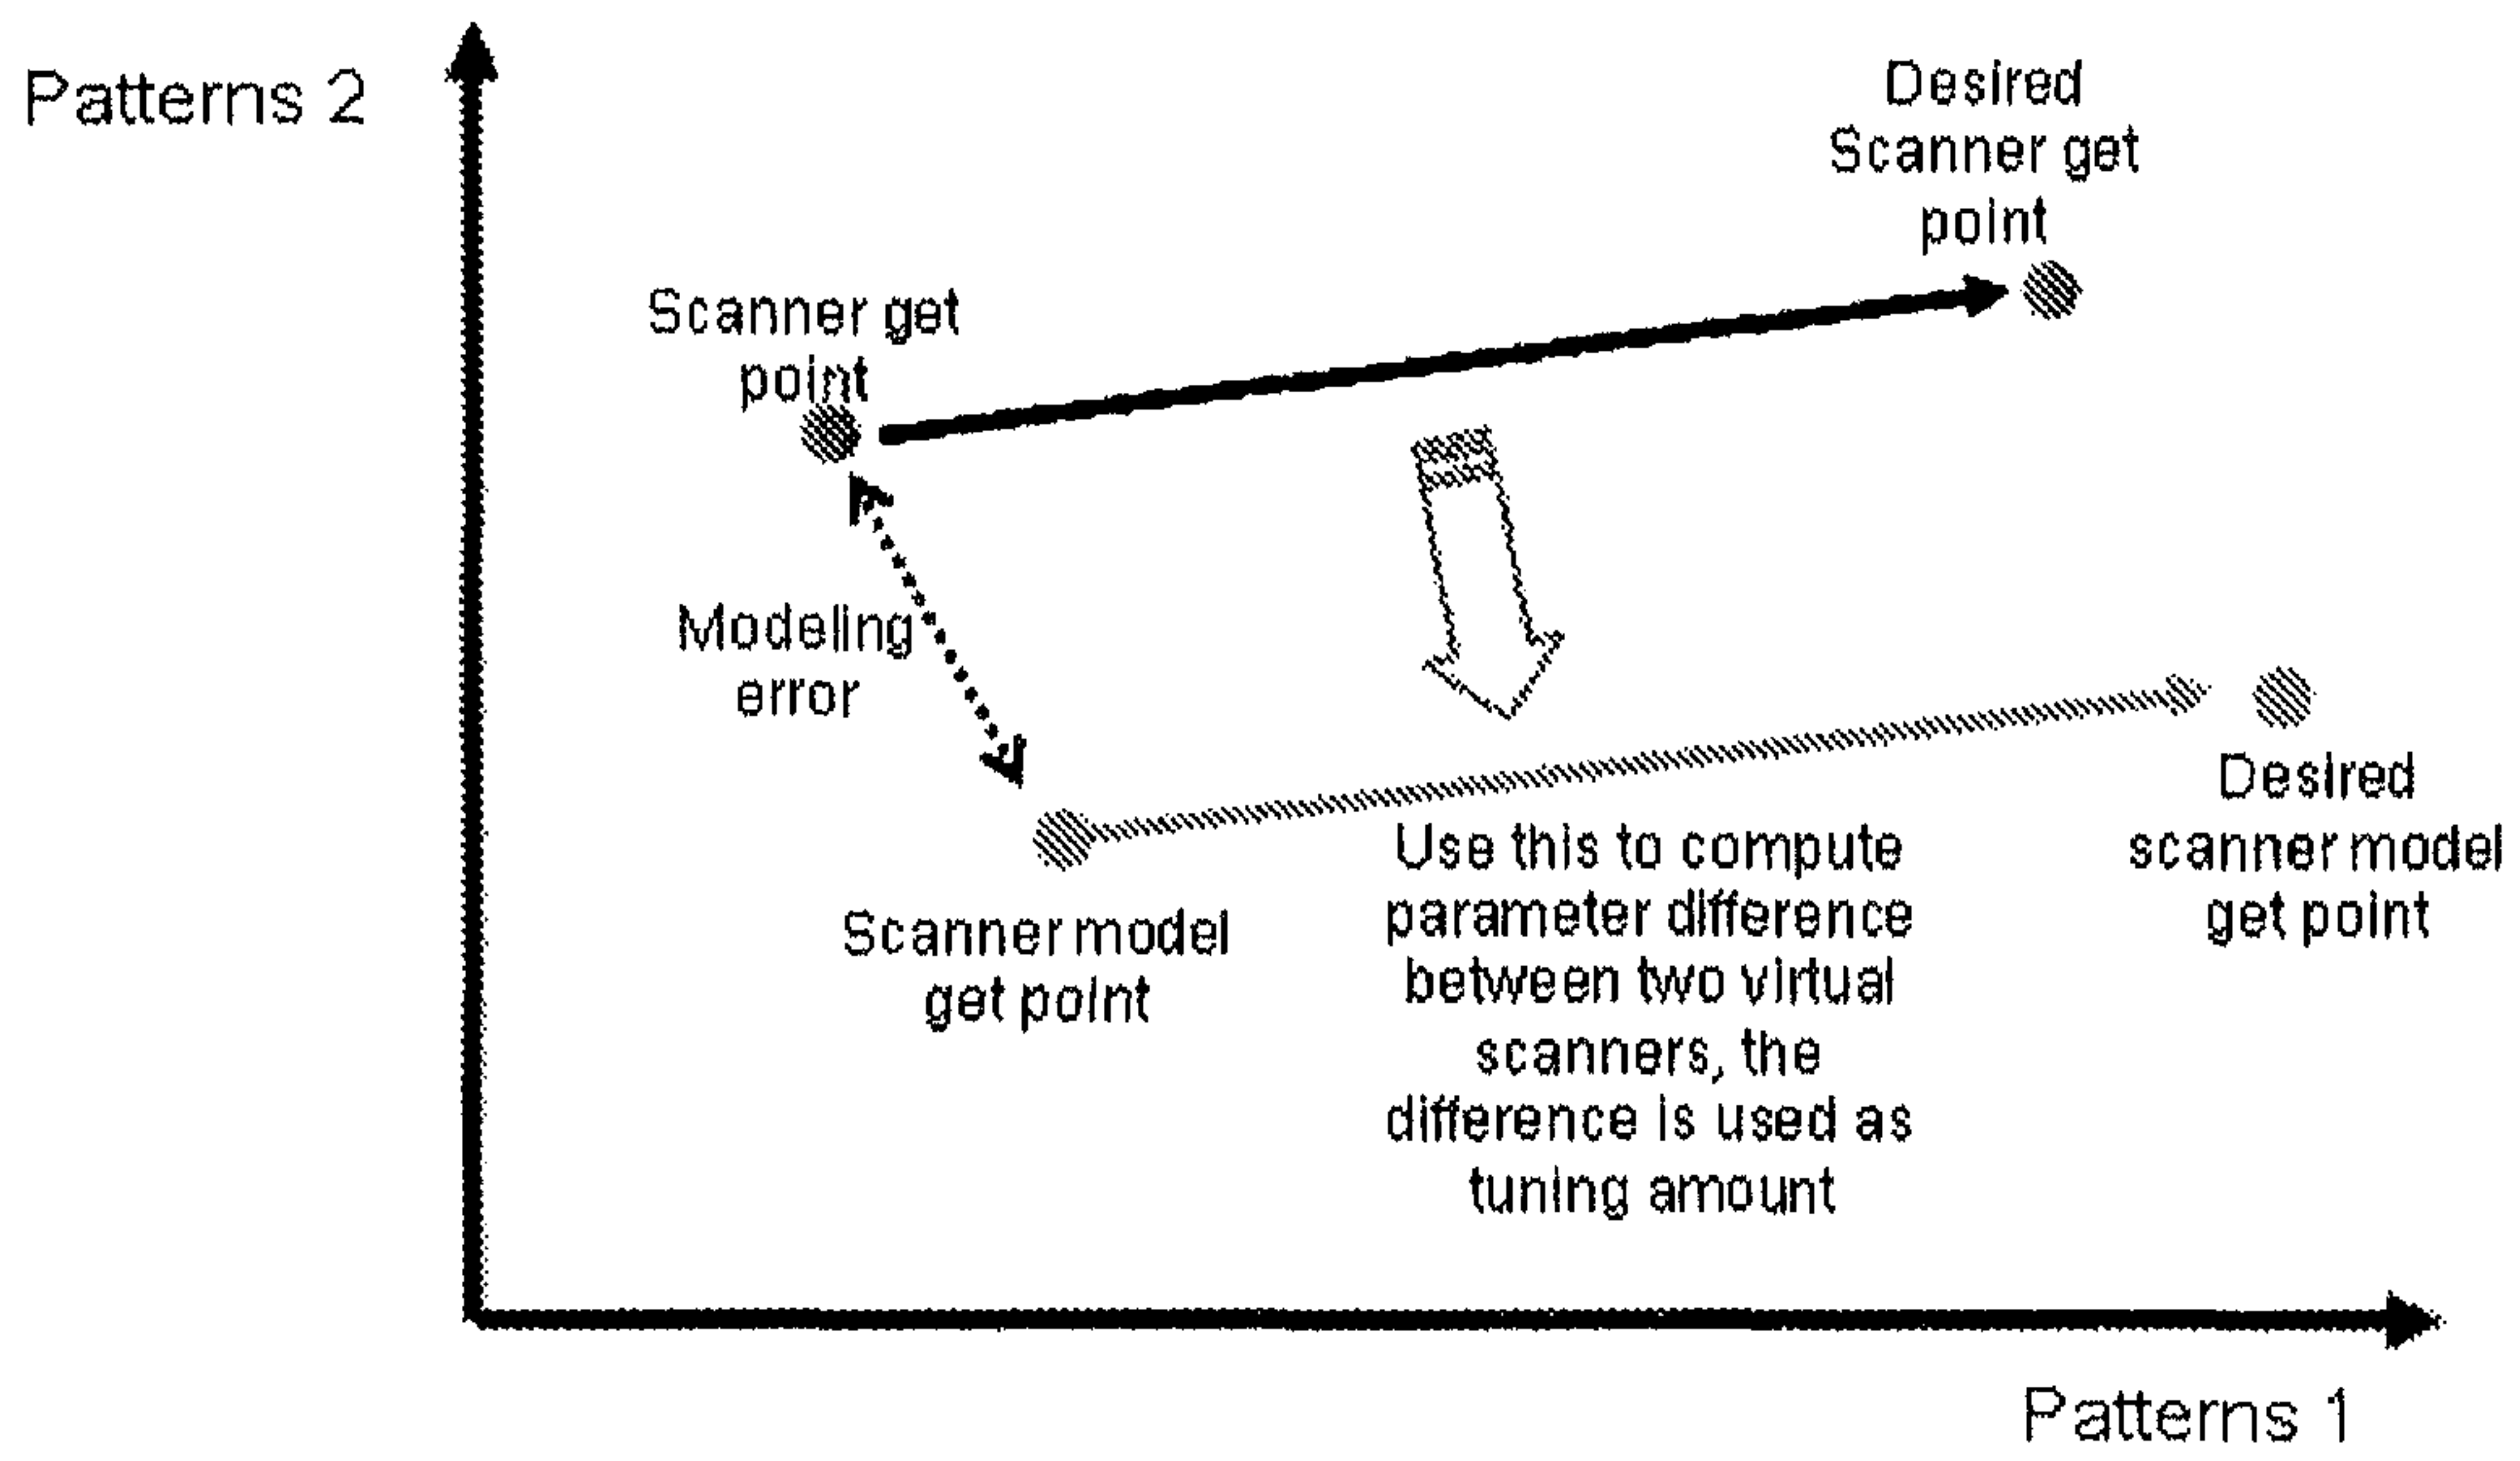 Patterns 2
Desired
Scanner get
point
Scanner get
point
Modeling
error
Desired
scanner model
get point
Scanner model
get point
Use this to compute
parameter difference
between two virtual
scanners, the
difference is used as
tuning amount
Patterns 1